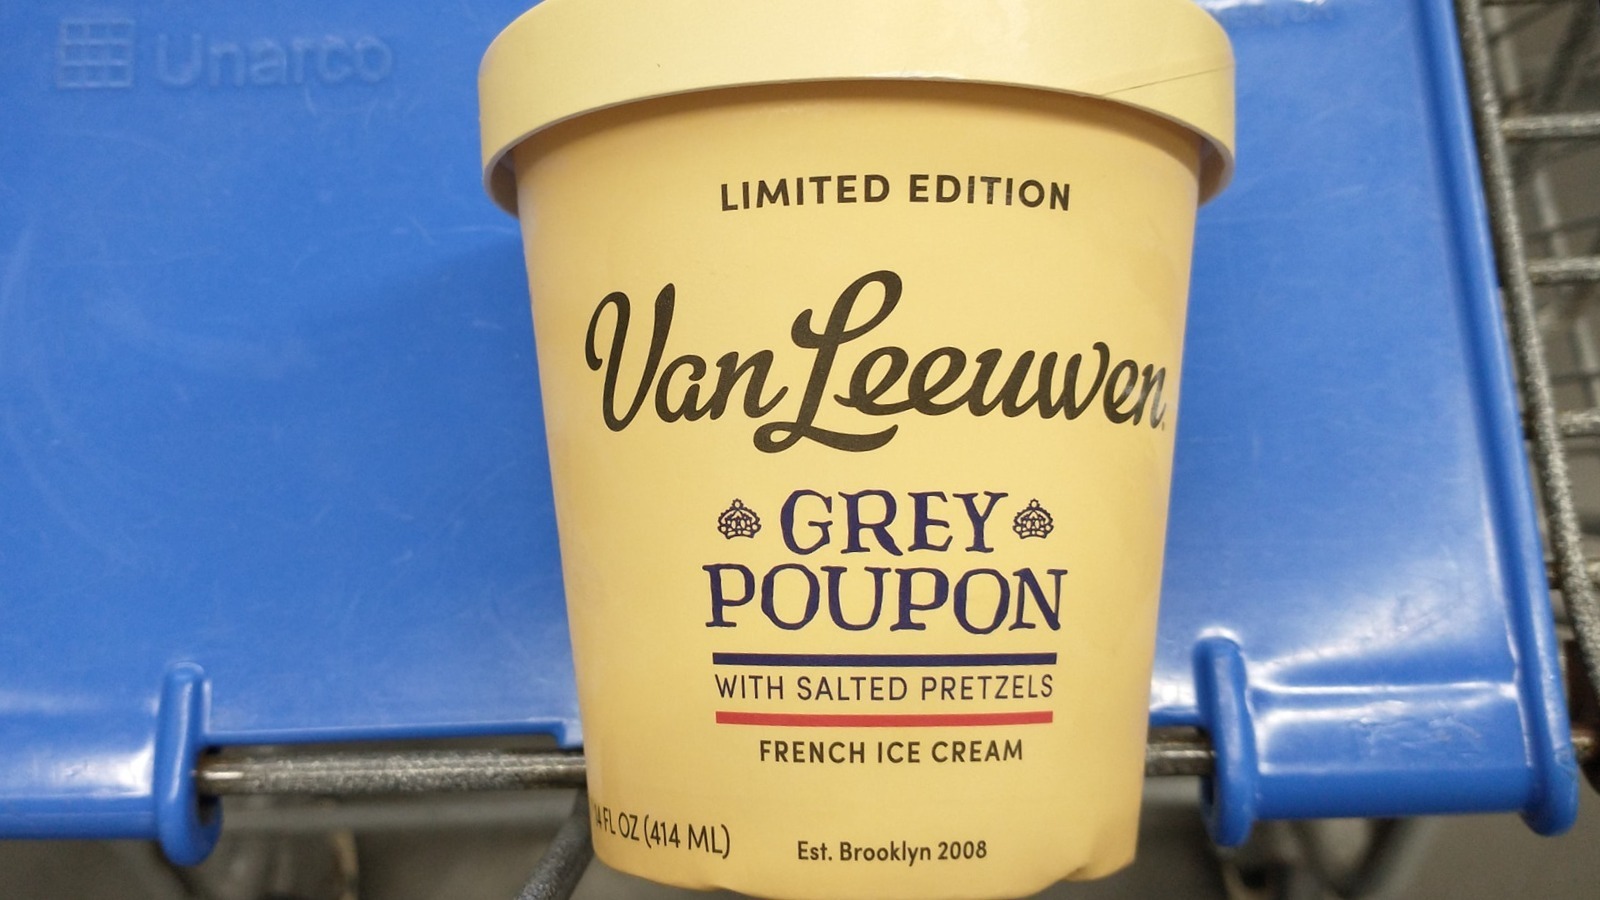 Unarco
LIMITED EDITION
Van Leeuwen
GREY
POUPON
WITH SALTED PRETZELS
FRENCH ICE CREAM
14 FL OZ (414 ML)
Est. Brooklyn 2008